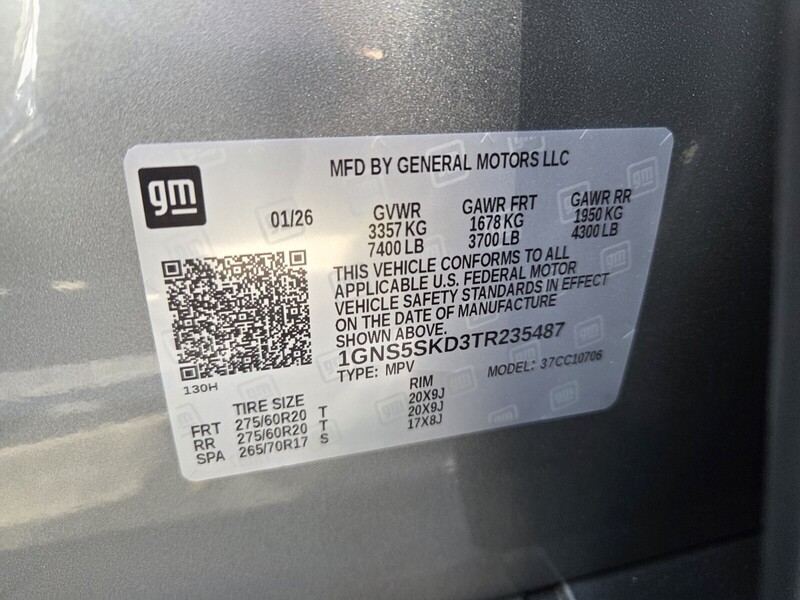 gm
MFD BY GENERAL MOTORS LLC
01/26
GVWR GAWR FRT GAWR RR
3357 KG 1678 KG 1950 KG
7400 LB 3700 LB 4300 LB
THIS VEHICLE CONFORMS TO ALL
APPLICABLE U.S. FEDERAL MOTOR
VEHICLE SAFETY STANDARDS IN EFFECT
ON THE DATE OF MANUFACTURE
SHOWN ABOVE.
1GNS5SKD3TR235487
TYPE: MPV MODEL: 37CC10706
130H
TIRE SIZE RIM
FRT 275/60R20 T 20X9J
RR 275/60R20 T 20X9J
SPA 265/70R17 S 17X8J